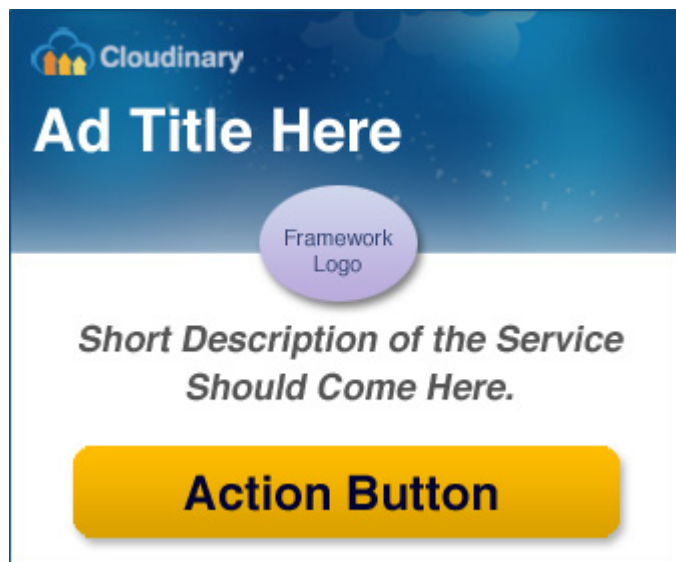 Cloudinary
Ad Title Here
Framework
Logo
Short Description of the Service
Should Come Here.
Action Button